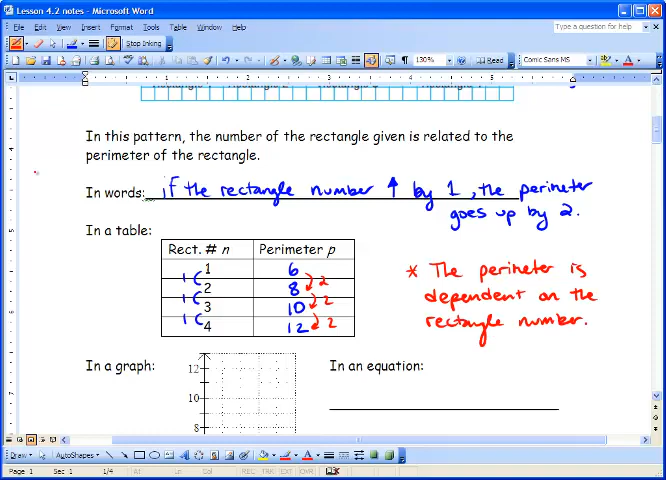 Lesson 4.2 notes - Microsoft Word
File Edit View Insert Format Tools Table Window Help
Type a question for help
Stop Inking
130% Read Comic Sans MS
In this pattern, the number of the rectangle given is related to the
perimeter of the rectangle.
In words: if the rectangle number ↑ by 1, the perimeter
goes up by 2.
In a table:
Rect. # n Perimeter p
1 6
1 2
2 8
1 2
3 10
1 2
4 12
* The perimeter is
dependent on the
rectangle number.
In a graph:
12
10
8
In an equation:
Draw AutoShapes
Page 1 Sec 1 1/4 At Ln Col REC TRK EXT OVR